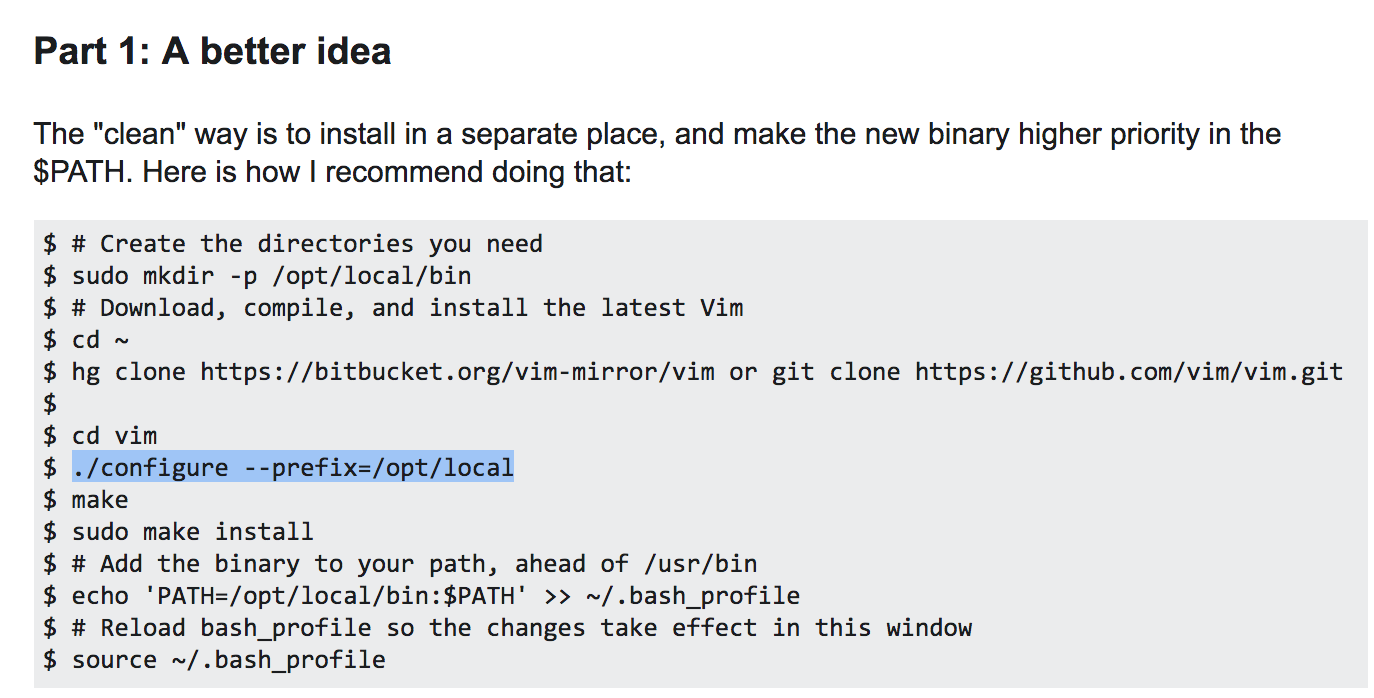 Part 1: A better idea
The "clean" way is to install in a separate place, and make the new binary higher priority in the
$PATH. Here is how I recommend doing that:
$ # Create the directories you need
$ sudo mkdir -p /opt/local/bin
$ # Download, compile, and install the latest Vim
$ cd ~
$ hg clone https://bitbucket.org/vim-mirror/vim or git clone https://github.com/vim/vim.git
$
$ cd vim
$ ./configure --prefix=/opt/local
$ make
$ sudo make install
$ # Add the binary to your path, ahead of /usr/bin
$ echo 'PATH=/opt/local/bin:$PATH' >> ~/.bash_profile
$ # Reload bash_profile so the changes take effect in this window
$ source ~/.bash_profile